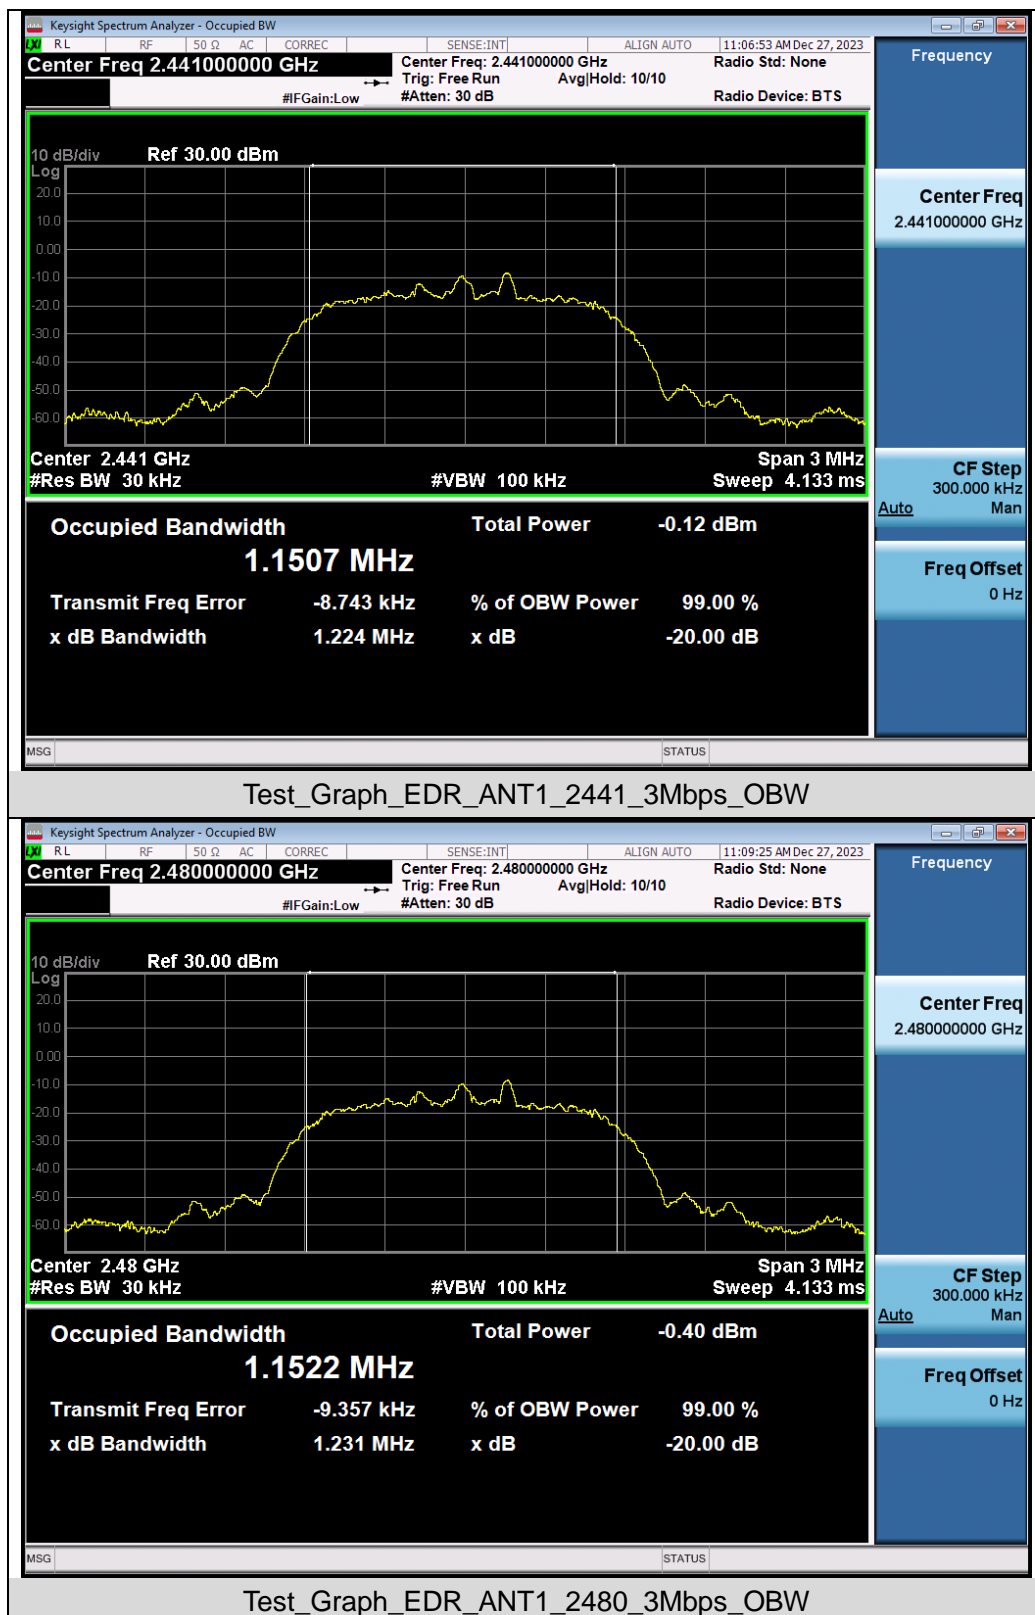 Keysight Spectrum Analyzer - Occupied BW
LXI RL RF 50 Ω AC CORREC SENSE:INT ALIGN AUTO 11:06:53 AM Dec 27, 2023
Center Freq 2.441000000 GHz Center Freq: 2.441000000 GHz Radio Std: None
Trig: Free Run Avg|Hold: 10/10
#IFGain:Low #Atten: 30 dB Radio Device: BTS
Frequency
10 dB/div Ref 30.00 dBm
Log
20.0
10.0
0.00
-10.0
-20.0
-30.0
-40.0
-50.0
-60.0
Center Freq
2.441000000 GHz
Center 2.441 GHz Span 3 MHz
#Res BW 30 kHz #VBW 100 kHz Sweep 4.133 ms
CF Step
300.000 kHz
Auto Man
Occupied Bandwidth Total Power -0.12 dBm
1.1507 MHz
Transmit Freq Error -8.743 kHz % of OBW Power 99.00 %
x dB Bandwidth 1.224 MHz x dB -20.00 dB
Freq Offset
0 Hz
MSG STATUS
Test_Graph_EDR_ANT1_2441_3Mbps_OBW
Keysight Spectrum Analyzer - Occupied BW
LXI RL RF 50 Ω AC CORREC SENSE:INT ALIGN AUTO 11:09:25 AM Dec 27, 2023
Center Freq 2.480000000 GHz Center Freq: 2.480000000 GHz Radio Std: None
Trig: Free Run Avg|Hold: 10/10
#IFGain:Low #Atten: 30 dB Radio Device: BTS
Frequency
10 dB/div Ref 30.00 dBm
Log
20.0
10.0
0.00
-10.0
-20.0
-30.0
-40.0
-50.0
-60.0
Center Freq
2.480000000 GHz
Center 2.48 GHz Span 3 MHz
#Res BW 30 kHz #VBW 100 kHz Sweep 4.133 ms
CF Step
300.000 kHz
Auto Man
Occupied Bandwidth Total Power -0.40 dBm
1.1522 MHz
Transmit Freq Error -9.357 kHz % of OBW Power 99.00 %
x dB Bandwidth 1.231 MHz x dB -20.00 dB
Freq Offset
0 Hz
MSG STATUS
Test_Graph_EDR_ANT1_2480_3Mbps_OBW